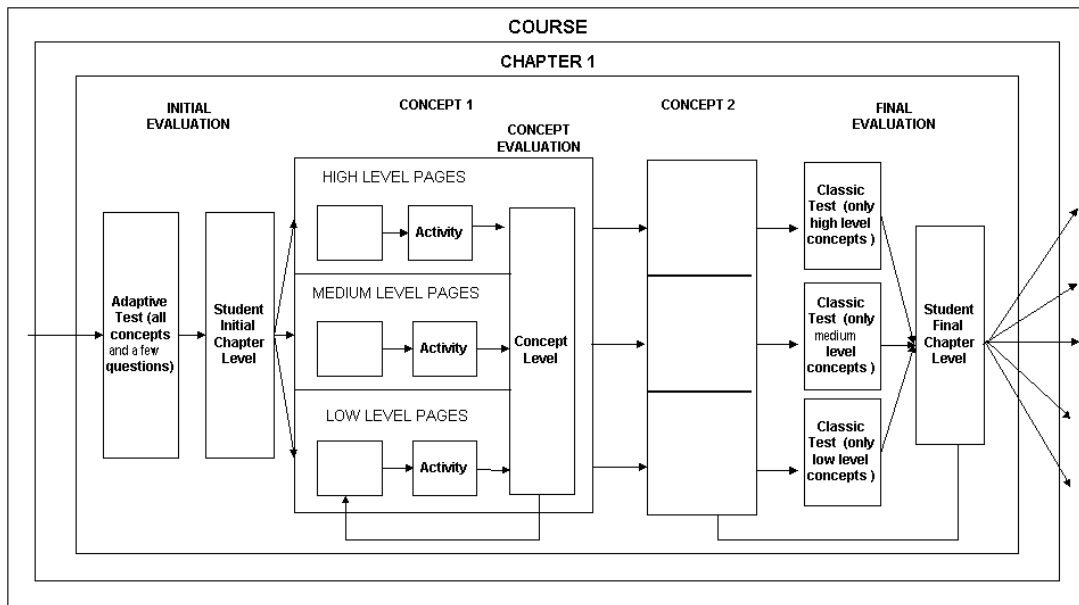 COURSE
CHAPTER 1
INITIAL
EVALUATION
CONCEPT 1
CONCEPT
EVALUATION
CONCEPT 2
FINAL
EVALUATION
Adaptive
Test (all
concepts
and a few
questions)
Student
Initial
Chapter
Level
HIGH LEVEL PAGES
Activity
MEDIUM LEVEL PAGES
Activity
LOW LEVEL PAGES
Activity
Concept
Level
Classic
Test (only
high level
concepts )
Classic
Test (only
medium
level
concepts )
Classic
Test (only
low level
concepts )
Student
Final
Chapter
Level